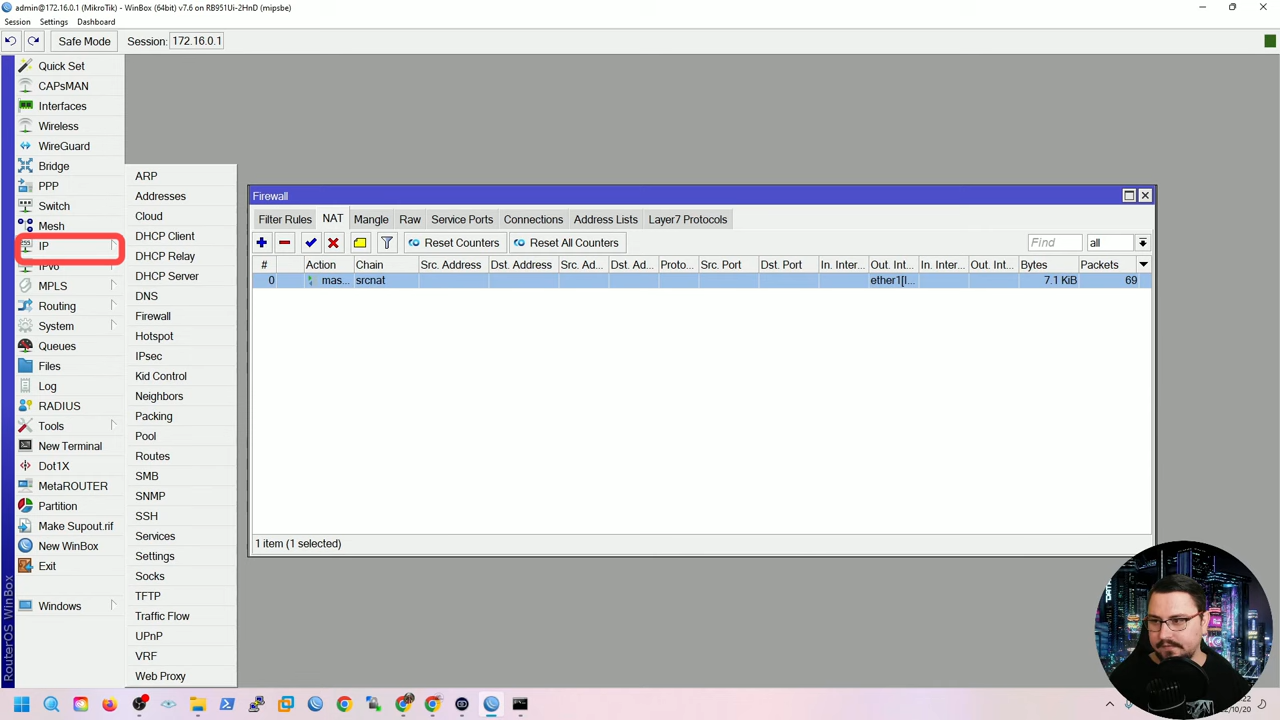 admin@172.16.0.1 (MikroTik) - WinBox (64bit) v7.6 on RB951Ui-2HnD (mipsbe)
Session Settings Dashboard
Safe Mode Session: 172.16.0.1
Quick Set
CAPsMAN
Interfaces
Wireless
WireGuard
Bridge
PPP
Switch
Mesh
IP
IPv6
MPLS
Routing
System
Queues
Files
Log
RADIUS
Tools
New Terminal
Dot1X
MetaROUTER
Partition
Make Supout.rif
New WinBox
Exit
Windows
RouterOS WinBox
ARP
Addresses
Cloud
DHCP Client
DHCP Relay
DHCP Server
DNS
Firewall
Hotspot
IPsec
Kid Control
Neighbors
Packing
Pool
Routes
SMB
SNMP
SSH
Services
Settings
Socks
TFTP
Traffic Flow
UPnP
VRF
Web Proxy
Firewall
Filter Rules NAT Mangle Raw Service Ports Connections Address Lists Layer7 Protocols
Reset Counters Reset All Counters Find all
# Action Chain Src. Address Dst. Address Src. Ad... Dst. Ad... Proto... Src. Port Dst. Port In. Inter... Out. Int... In. Inter... Out. Int... Bytes Packets
0 mas... srcnat ether1[I... 7.1 KiB 69
1 item (1 selected)